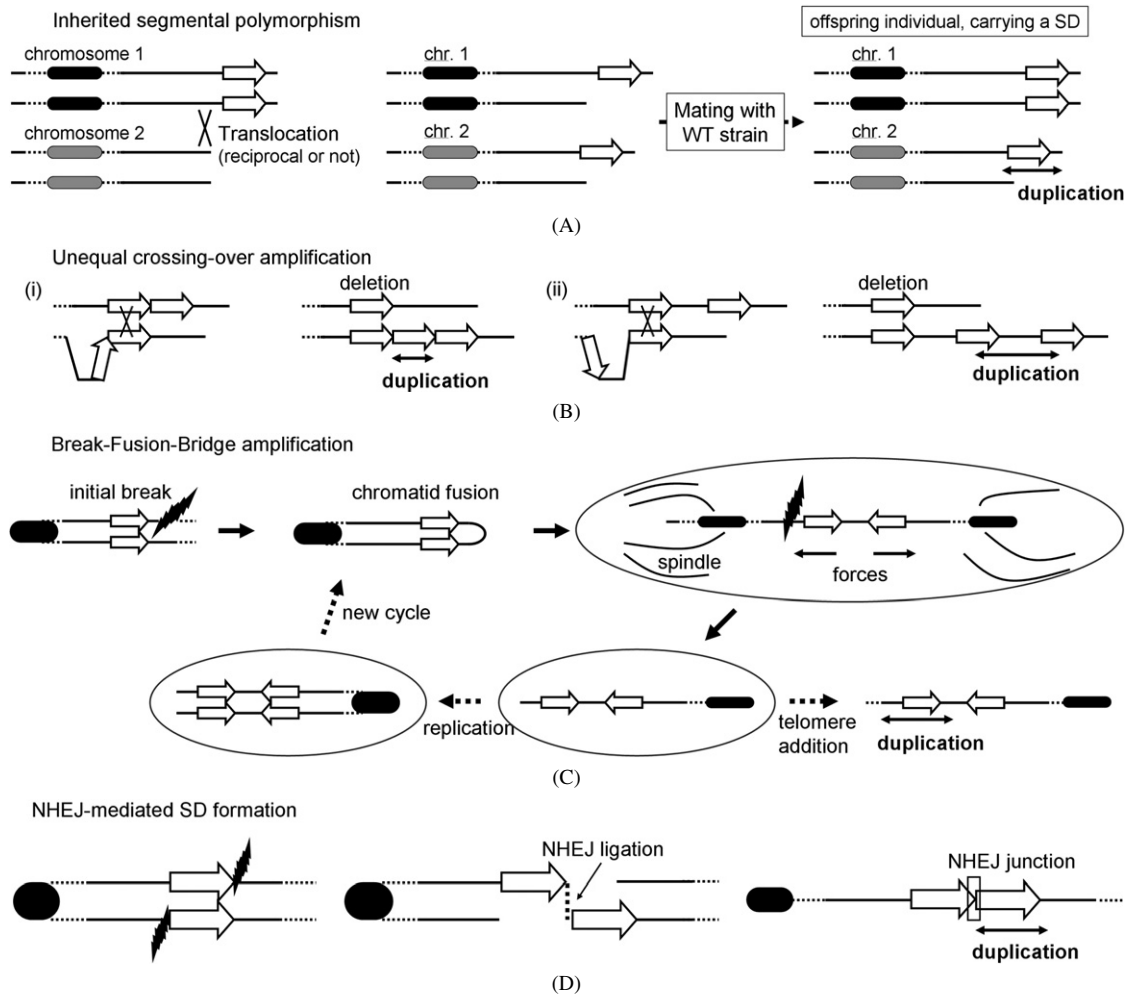 Inherited segmental polymorphism
offspring individual, carrying a SD
chromosome 1
chr. 1
chr. 1
chromosome 2
Translocation
(reciprocal or not)
chr. 2
Mating with
WT strain
chr. 2
duplication
(A)
Unequal crossing-over amplification
(i)
deletion
duplication
(ii)
deletion
duplication
(B)
Break-Fusion-Bridge amplification
initial break
chromatid fusion
spindle
forces
new cycle
replication
telomere
addition
duplication
(C)
NHEJ-mediated SD formation
NHEJ ligation
NHEJ junction
duplication
(D)